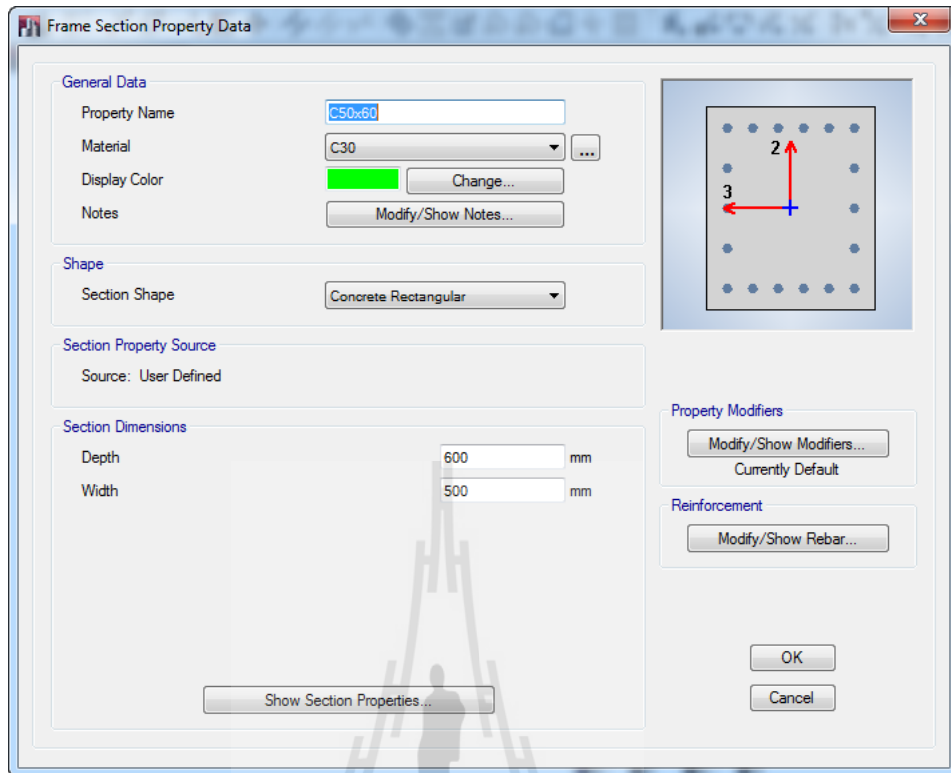 Frame Section Property Data
General Data
Property Name C50x60
Material C30 ...
Display Color Change...
Notes Modify/Show Notes...
Shape
Section Shape Concrete Rectangular
Section Property Source
Source: User Defined
Section Dimensions
Depth 600 mm
Width 500 mm
Show Section Properties...
2
3
Property Modifiers
Modify/Show Modifiers...
Currently Default
Reinforcement
Modify/Show Rebar...
OK
Cancel